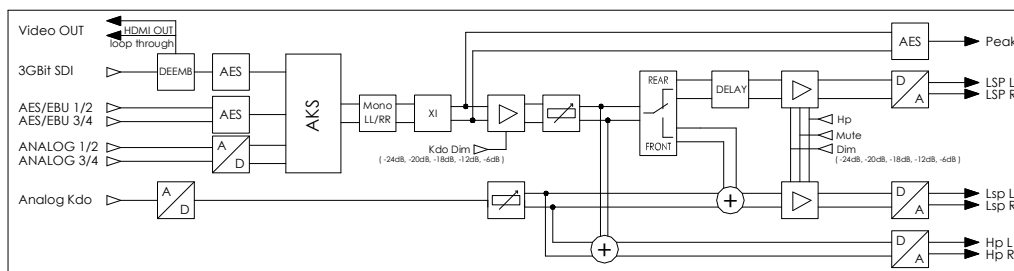 Video OUT
HDMI OUT
loop through
3GBit SDI
DEEMB
AES
AES/EBU 1/2
AES/EBU 3/4
AES
ANALOG 1/2
ANALOG 3/4
A
D
Analog Kdo
A
D
AKS
Mono
LL/RR
XI
Kdo Dim
( -24dB, -20dB, -18dB, -12dB, -6dB)
REAR
FRONT
DELAY
AES
Peak
D
A
LSP L
LSP R
Hp
Mute
Dim
( -24dB, -20dB, -18dB, -12dB, -6dB)
+
D
A
Lsp L
Lsp R
+
D
A
Hp L
Hp R